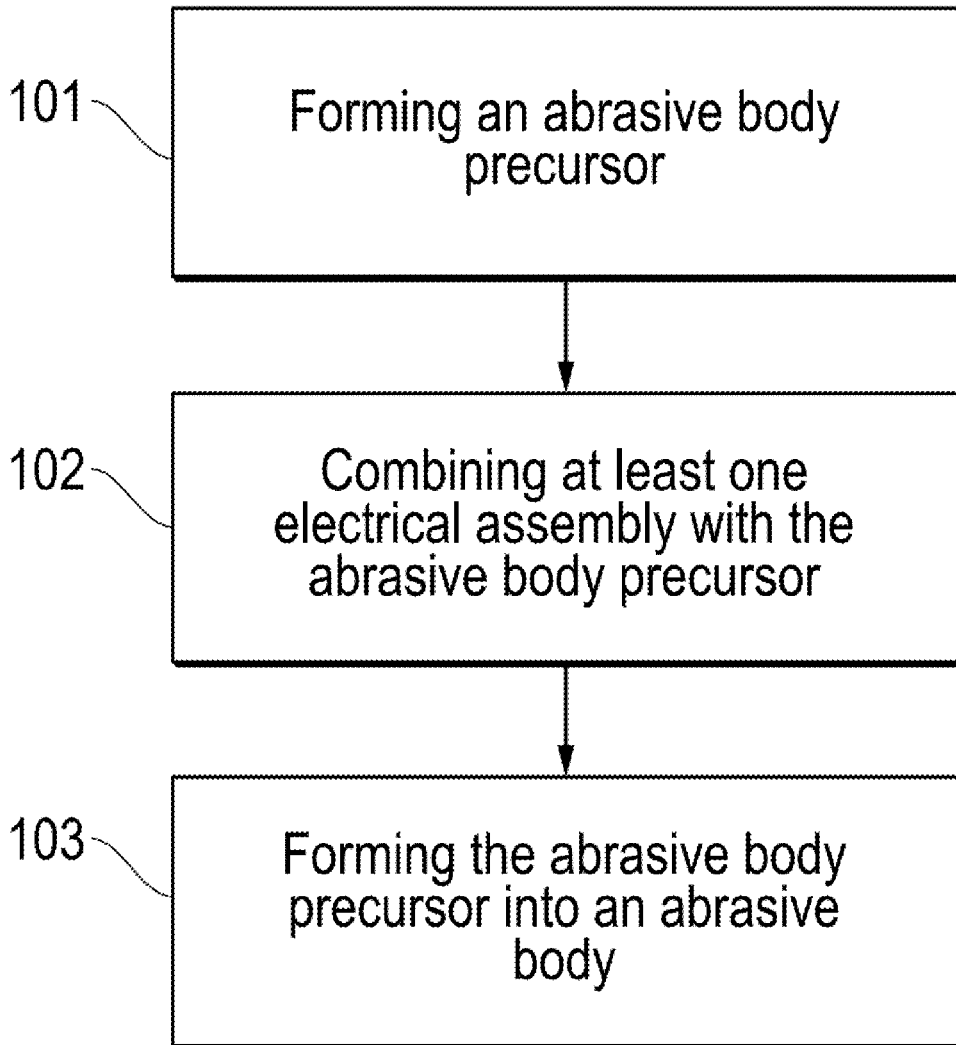 101
Forming an abrasive body
precursor
102
Combining at least one
electrical assembly with the
abrasive body precursor
103
Forming the abrasive body
precursor into an abrasive
body